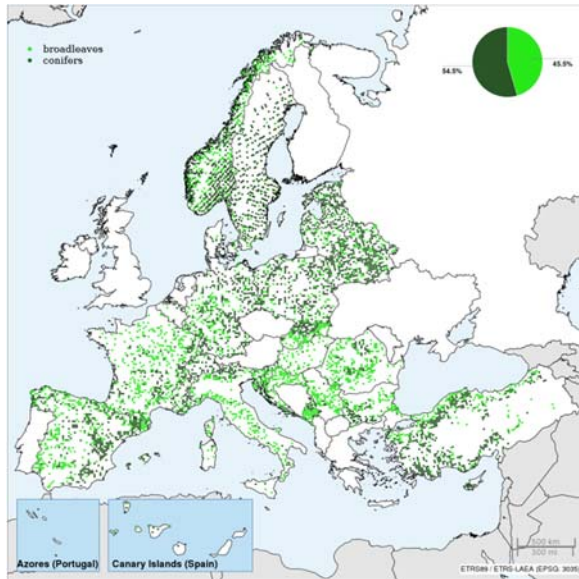 broadleaves
conifers
54.5%
45.5%
Azores (Portugal)
Canary Islands (Spain)
500 km
300 mi
ETRS89 / ETRS-LAEA (EPSG: 3035)